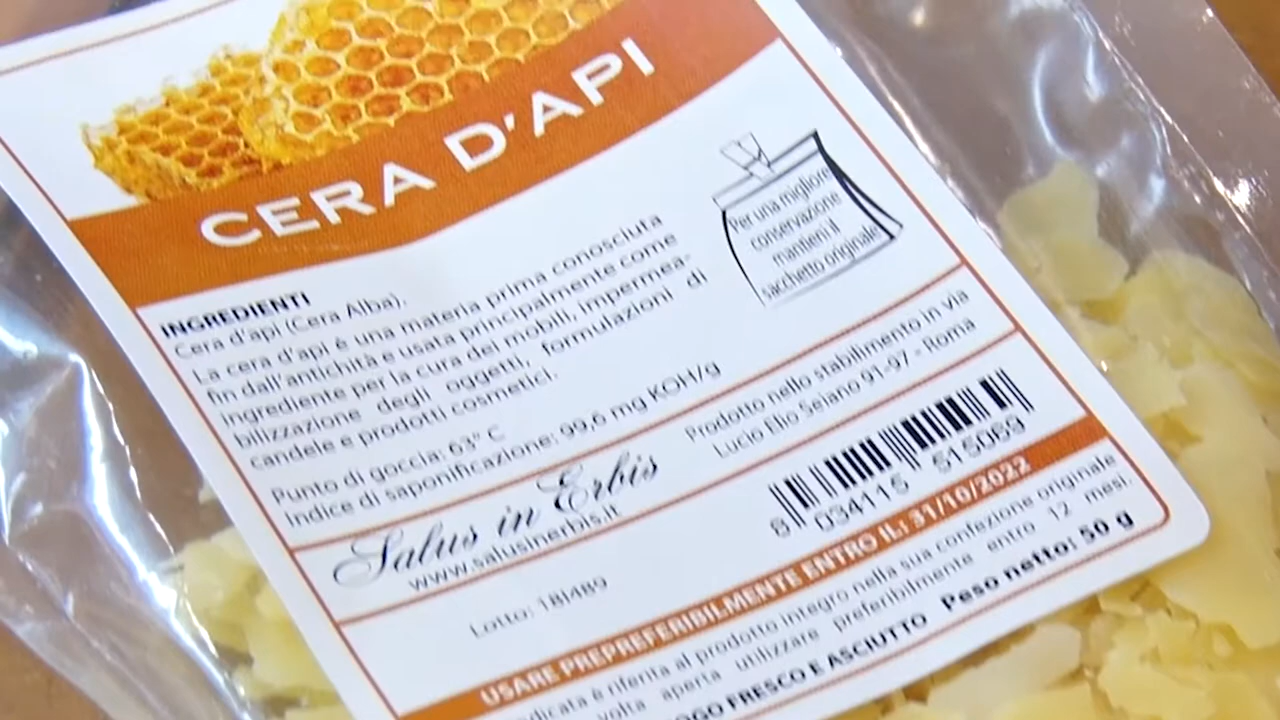 CERA D'API
Per una migliore
conservazione
mantieni il
sacchetto originale
INGREDIENTI
Cera d'api (Cera Alba).
La cera d'api è una materia prima conosciuta
fin dall'antichità e usata principalmente come
ingrediente per la cura dei mobili, impermea-
bilizzazione degli oggetti, formulazioni di
candele e prodotti cosmetici.
Punto di goccia: 63° C
Indice di saponificazione: 99,6 mg KOH/g
Salus in Erbis
www.salusinerbis.it
Prodotto nello stabilimento in via
Lucio Elio Seiano 91-97 - Roma
8 034115 515069
Lotto: 18I489
USARE PREPREFERIBILMENTE ENTRO IL: 31/10/2022
indicata è riferita al prodotto integro nella sua confezione originale
volta aperta utilizzare preferibilmente entro 12 mesi.
FRESCO E ASCIUTTO Peso netto: 50 g